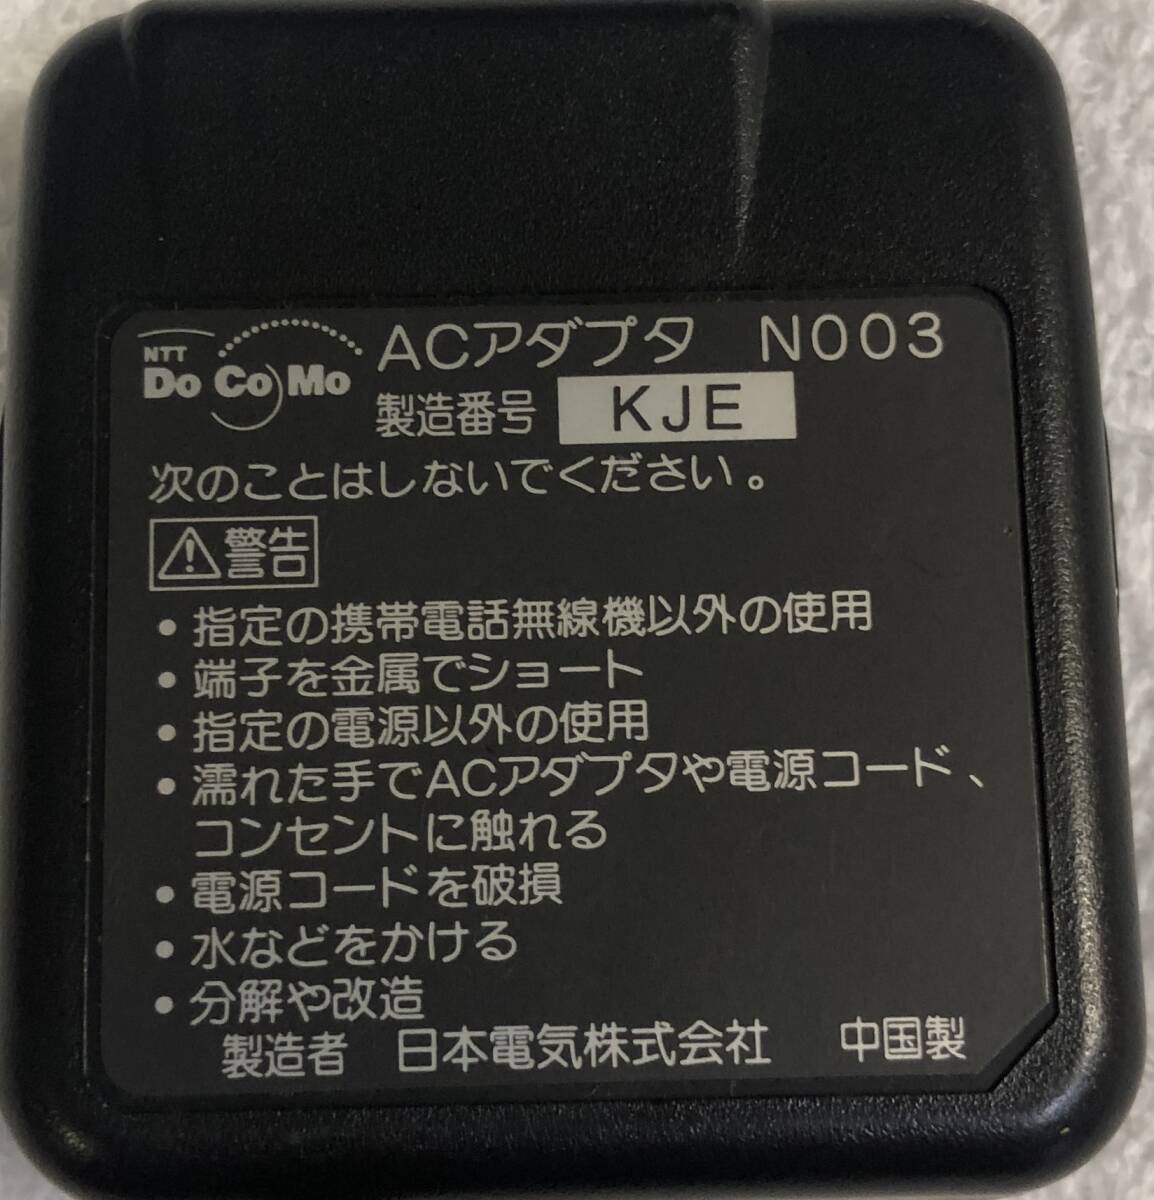 NTT
DoCoMo
ACアダプタ N003
製造番号 KJE
次のことはしないでください。
警告
・指定の携帯電話無線機以外の使用
・端子を金属でショート
・指定の電源以外の使用
・濡れた手でACアダプタや電源コード、
コンセントに触れる
・電源コードを破損
・水などをかける
・分解や改造
製造者 日本電気株式会社 中国製